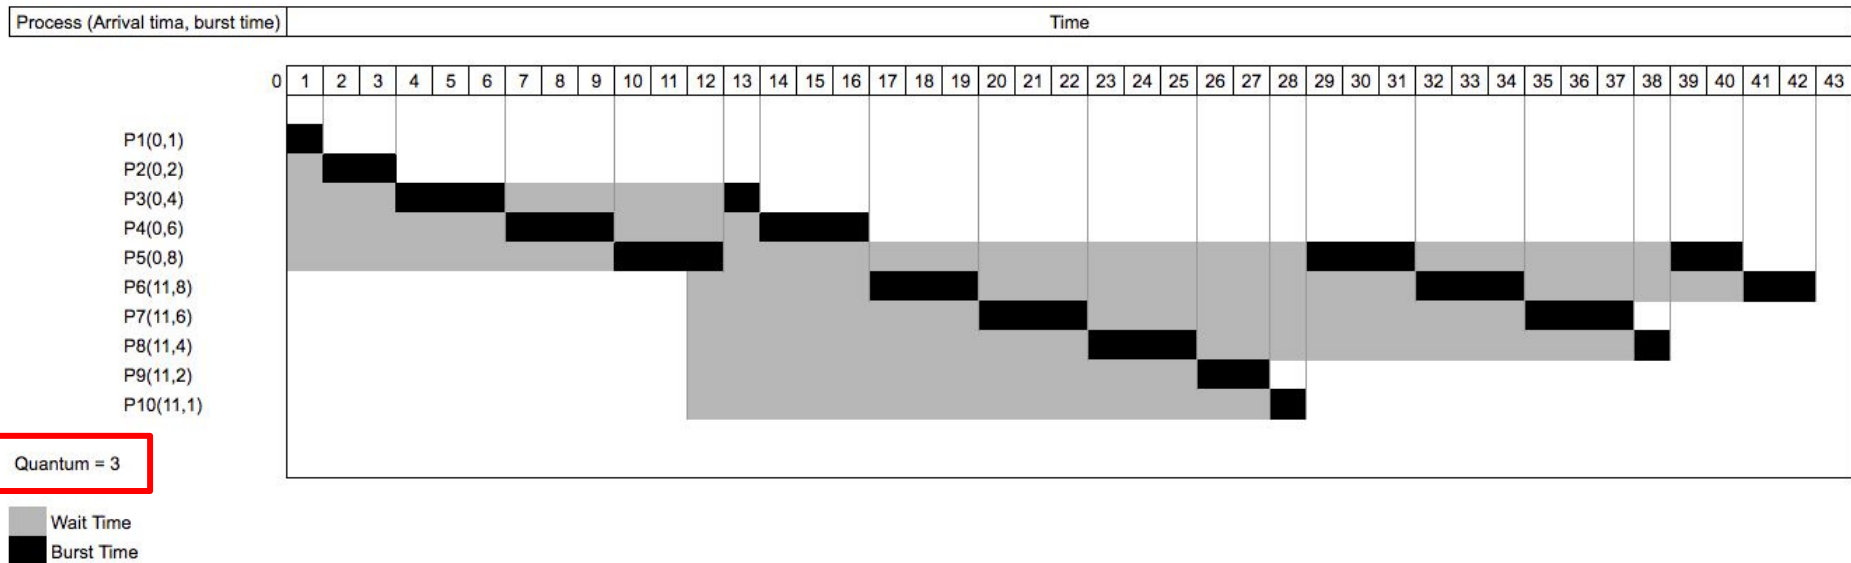 Process (Arrival tima, burst time) Time
0 1 2 3 4 5 6 7 8 9 10 11 12 13 14 15 16 17 18 19 20 21 22 23 24 25 26 27 28 29 30 31 32 33 34 35 36 37 38 39 40 41 42 43
P1(0,1)
P2(0,2)
P3(0,4)
P4(0,6)
P5(0,8)
P6(11,8)
P7(11,6)
P8(11,4)
P9(11,2)
P10(11,1)
Quantum = 3
Wait Time
Burst Time